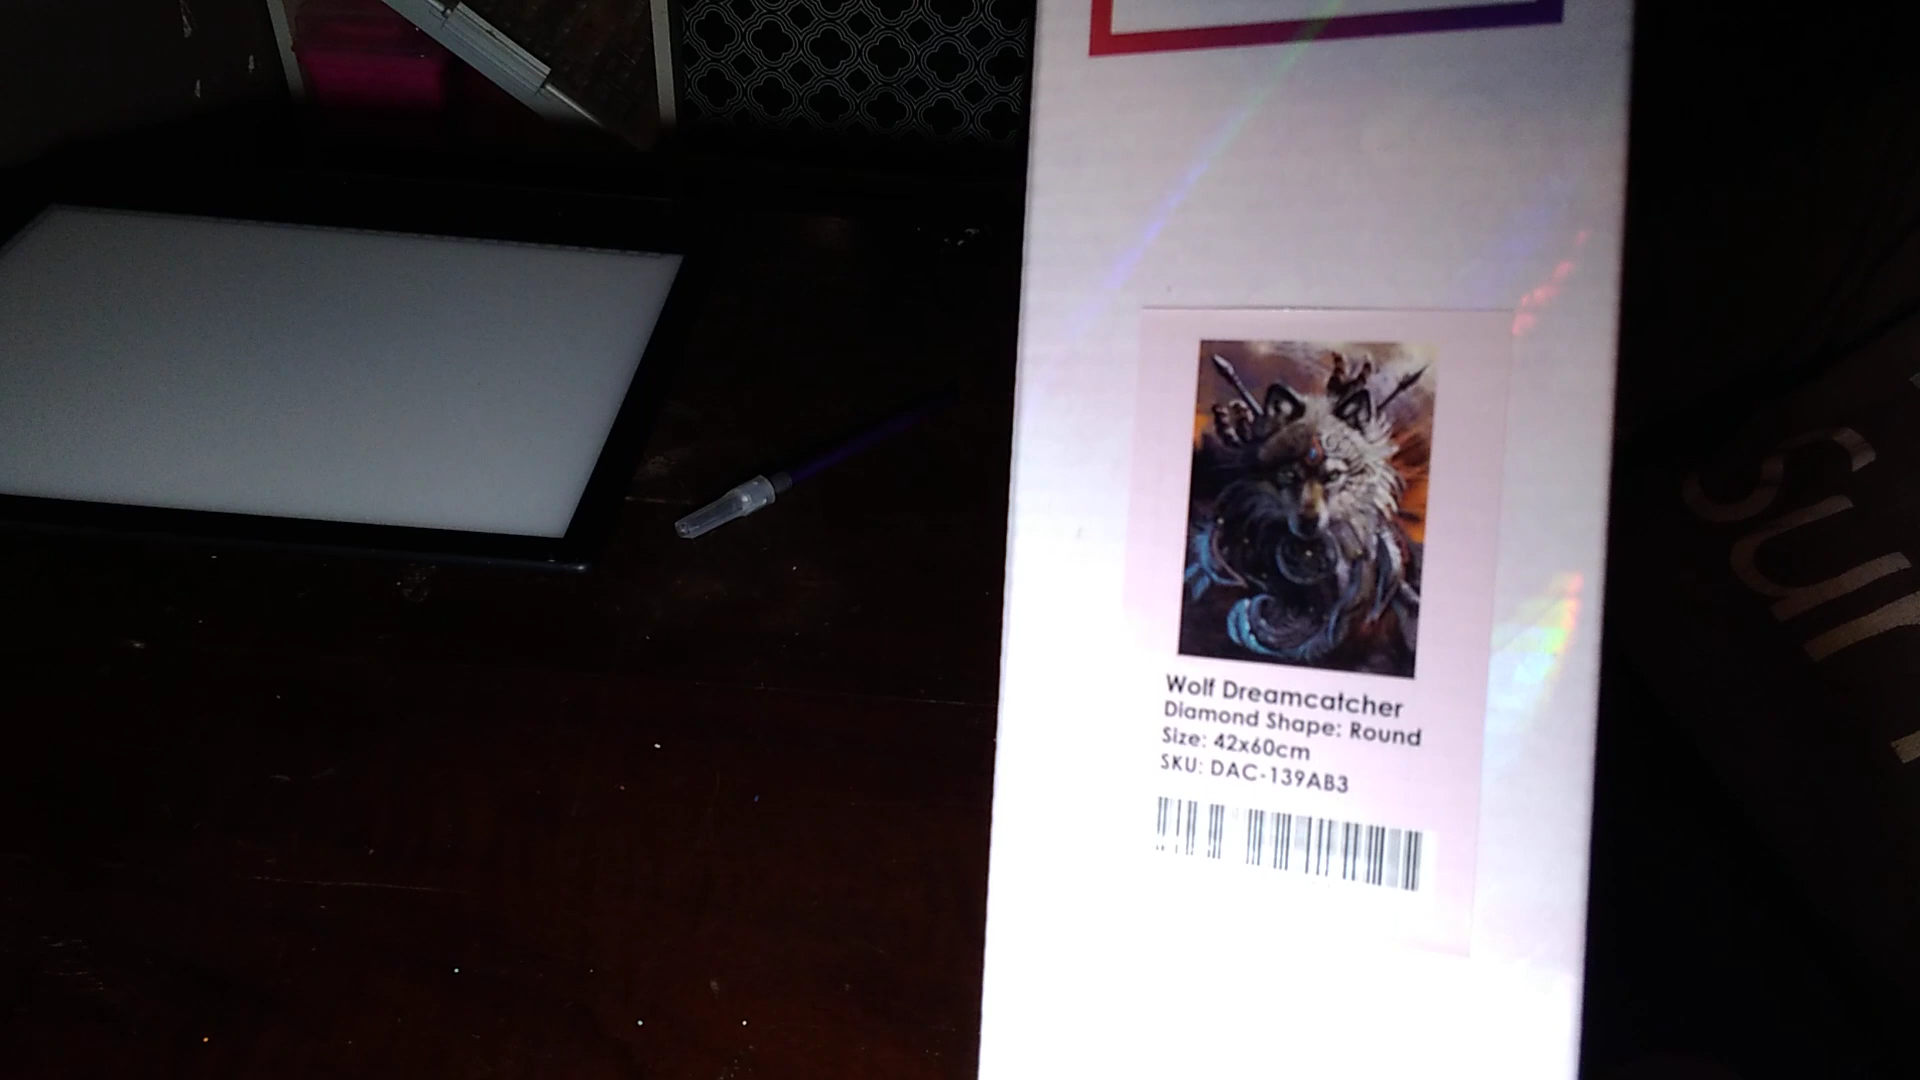 Wolf Dreamcatcher
Diamond Shape: Round
Size: 42x60cm
SKU: DAC-139AB3